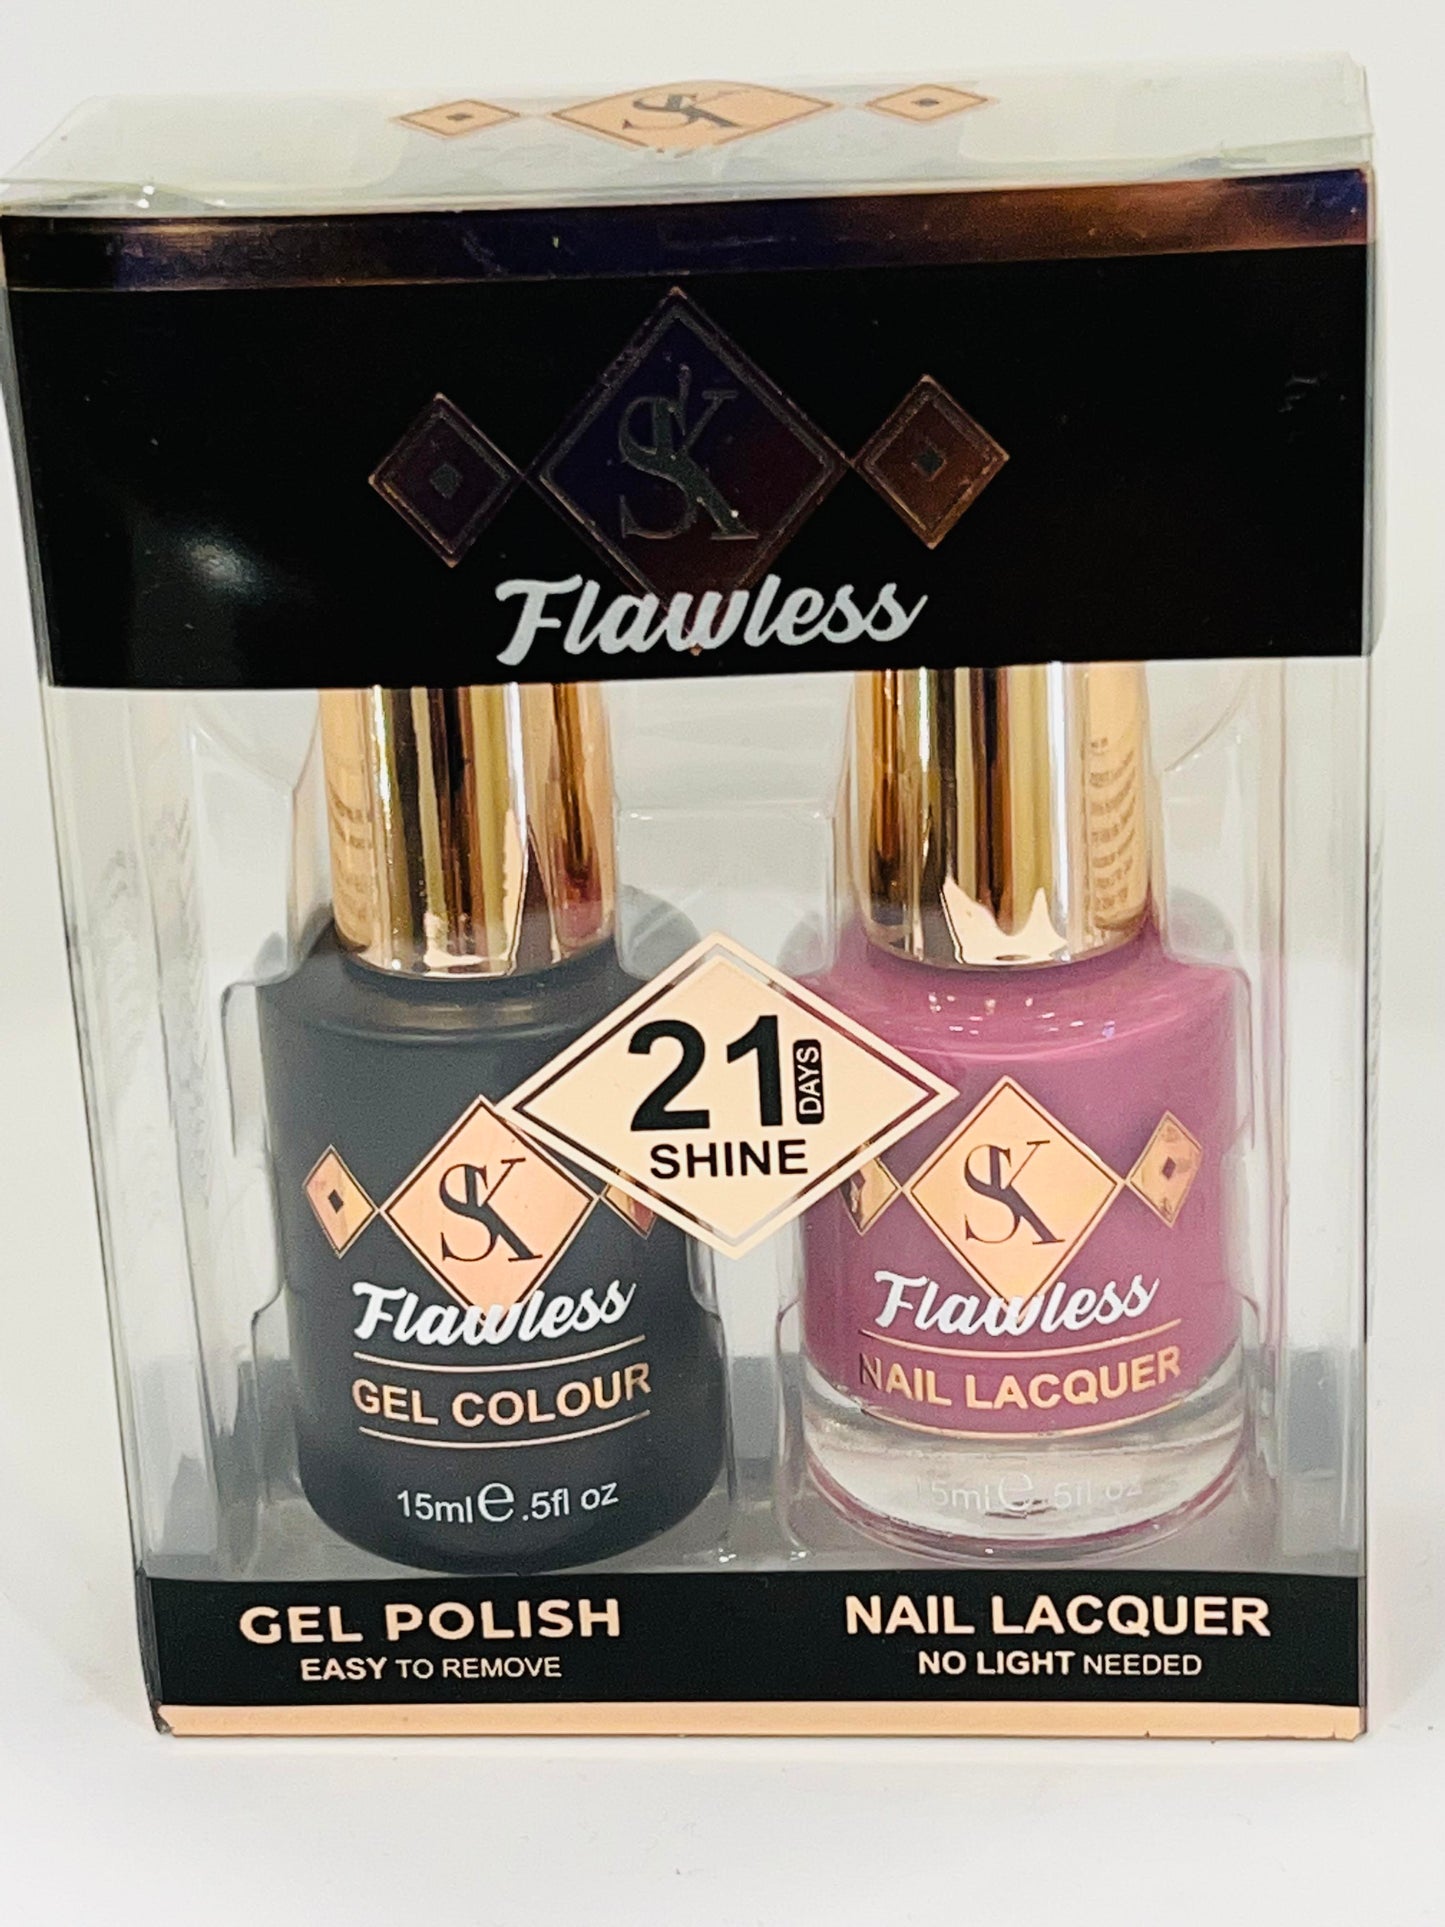 SK
SK
Flawless
21 DAYS
SHINE
SK
Flawless
GEL COLOUR
15ml e .5fl oz
SK
Flawless
NAIL LACQUER
15ml e .5fl oz
GEL POLISH
EASY TO REMOVE
NAIL LACQUER
NO LIGHT NEEDED